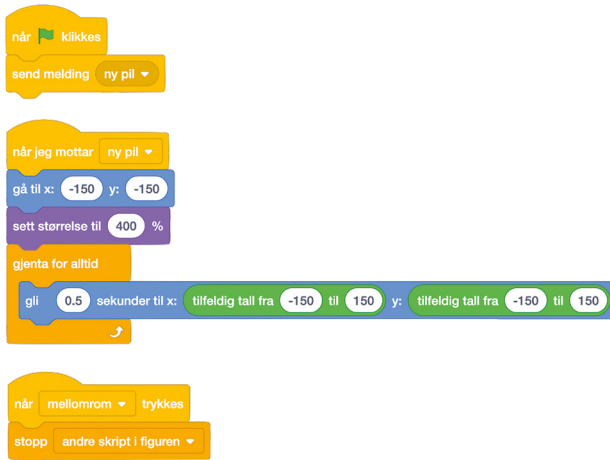 når klikkes
send melding ny pil
når jeg mottar ny pil
gå til x: -150 y: -150
sett størrelse til 400 %
gjenta for alltid
gli 0.5 sekunder til x: tilfeldig tall fra -150 til 150 y: tilfeldig tall fra -150 til 150
når mellomrom trykkes
stopp andre skript i figuren